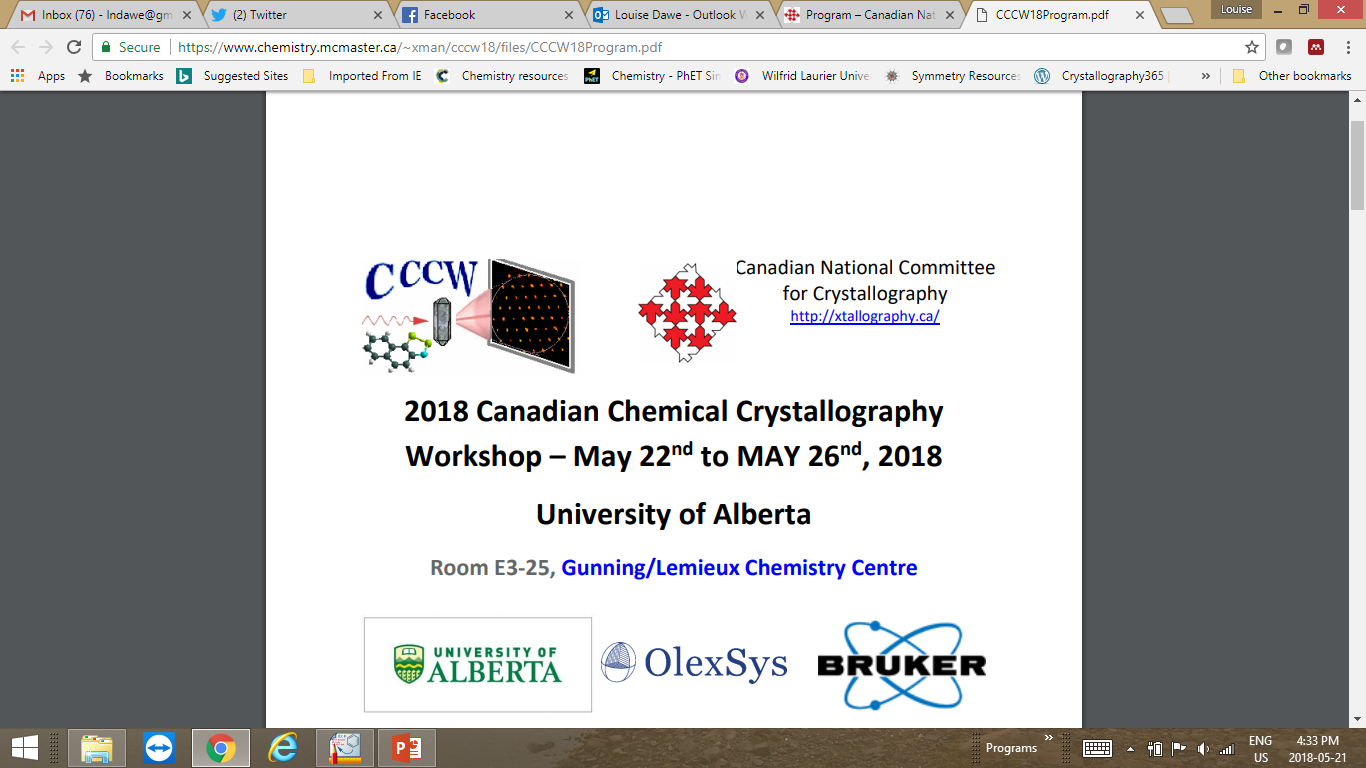 Inbox (76) - lndawe@gm
(2) Twitter
Facebook
Louise Dawe - Outlook W
Program – Canadian Nat
CCCW18Program.pdf
Louise
Secure
https://www.chemistry.mcmaster.ca/~xman/cccw18/files/CCCW18Program.pdf
Apps
Bookmarks
Suggested Sites
Imported From IE
Chemistry resources
Chemistry - PhET Sim
Wilfrid Laurier Unive
Symmetry Resources
Crystallography365
»
Other bookmarks
CCCW
Canadian National Committee
for Crystallography
http://xtallography.ca/
2018 Canadian Chemical Crystallography
Workshop – May 22nd to MAY 26nd, 2018
University of Alberta
Room E3-25, Gunning/Lemieux Chemistry Centre
UNIVERSITY OF
ALBERTA
OlexSys
BRUKER
Programs
»
ENG
US
4:33 PM
2018-05-21